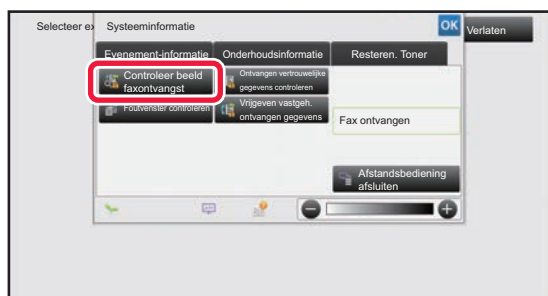 Selecteer ex
Systeeminformatie
OK
Verlaten
Evenement-informatie
Onderhoudsinformatie
Resteren. Toner
Controleer beeld
faxontvangst
Ontvangen vertrouwelijke
gegevens controleren
Foutvenster controleren
Vrijgeven vastgeh.
ontvangen gegevens
Fax ontvangen
Afstandsbediening
afsluiten